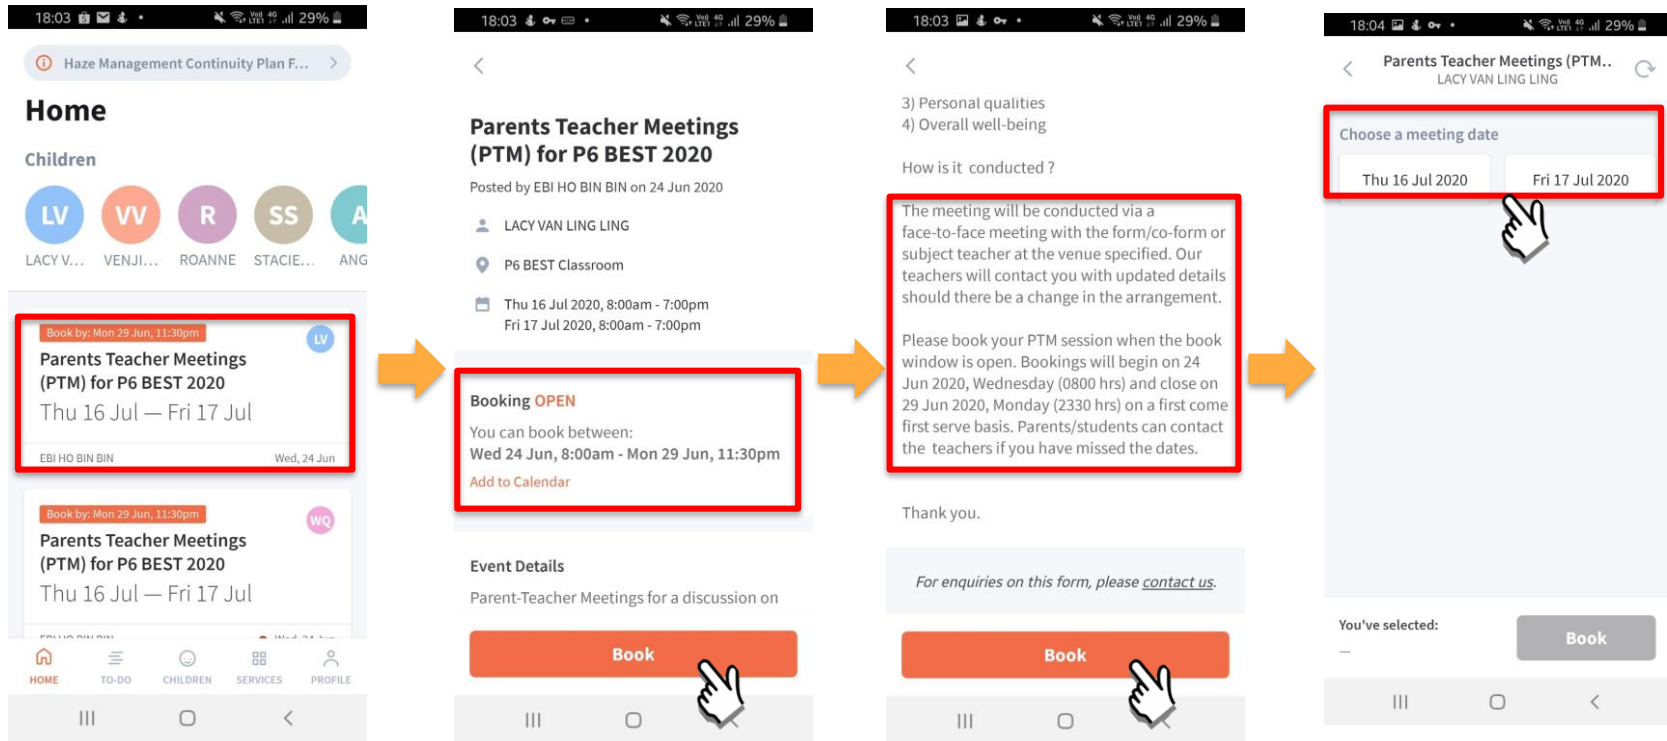 18:03
Voi) 4G
LTE1
29%
Haze Management Continuity Plan F...
Home
Children
LV
VV
R
SS
A
LACY V...
VENJI...
ROANNE
STACIE...
ANG
Book by: Mon 29 Jun, 11:30pm
LV
Parents Teacher Meetings
(PTM) for P6 BEST 2020
Thu 16 Jul — Fri 17 Jul
EBI HO BIN BIN
Wed, 24 Jun
Book by: Mon 29 Jun, 11:30pm
WQ
Parents Teacher Meetings
(PTM) for P6 BEST 2020
Thu 16 Jul — Fri 17 Jul
HOME
TO-DO
CHILDREN
SERVICES
PROFILE
18:03
29%
Parents Teacher Meetings
(PTM) for P6 BEST 2020
Posted by EBI HO BIN BIN on 24 Jun 2020
LACY VAN LING LING
P6 BEST Classroom
Thu 16 Jul 2020, 8:00am - 7:00pm
Fri 17 Jul 2020, 8:00am - 7:00pm
Booking OPEN
You can book between:
Wed 24 Jun, 8:00am - Mon 29 Jun, 11:30pm
Add to Calendar
Event Details
Parent-Teacher Meetings for a discussion on
Book
18:03
29%
3) Personal qualities
4) Overall well-being
How is it conducted ?
The meeting will be conducted via a
face-to-face meeting with the form/co-form or
subject teacher at the venue specified. Our
teachers will contact you with updated details
should there be a change in the arrangement.
Please book your PTM session when the book
window is open. Bookings will begin on 24
Jun 2020, Wednesday (0800 hrs) and close on
29 Jun 2020, Monday (2330 hrs) on a first come
first serve basis. Parents/students can contact
the teachers if you have missed the dates.
Thank you.
For enquiries on this form, please contact us.
Book
18:04
29%
Parents Teacher Meetings (PTM..
LACY VAN LING LING
Choose a meeting date
Thu 16 Jul 2020
Fri 17 Jul 2020
You've selected:
—
Book